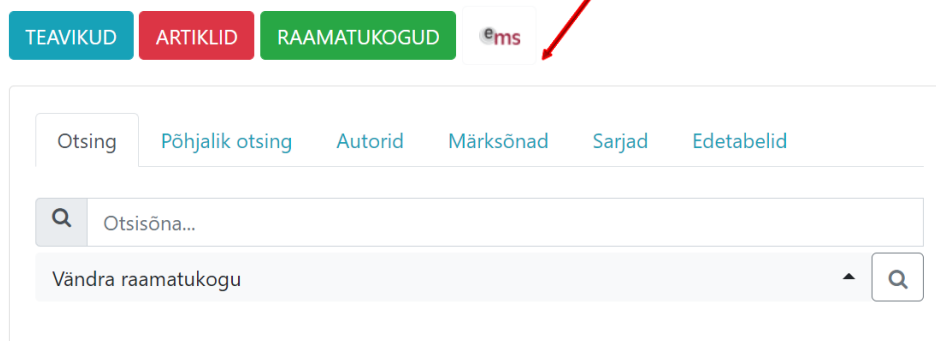 TEAVIKUD ARTIKLID RAAMATUKOGUD ems
Otsing Põhjalik otsing Autorid Märksõnad Sarjad Edetabelid
Otsisõna...
Vändra raamatukogu